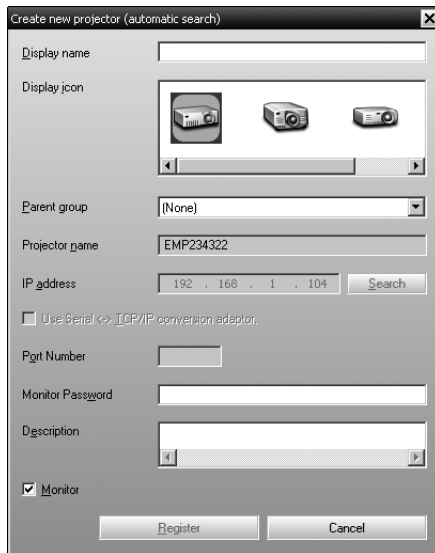 Create new projector (automatic search)
Display name
Display icon
Parent group (None)
Projector name EMP234322
IP address 192 . 168 . 1 . 104 Search
Use Serial <-> TCP/IP conversion adaptor.
Port Number
Monitor Password
Description
Monitor
Register Cancel